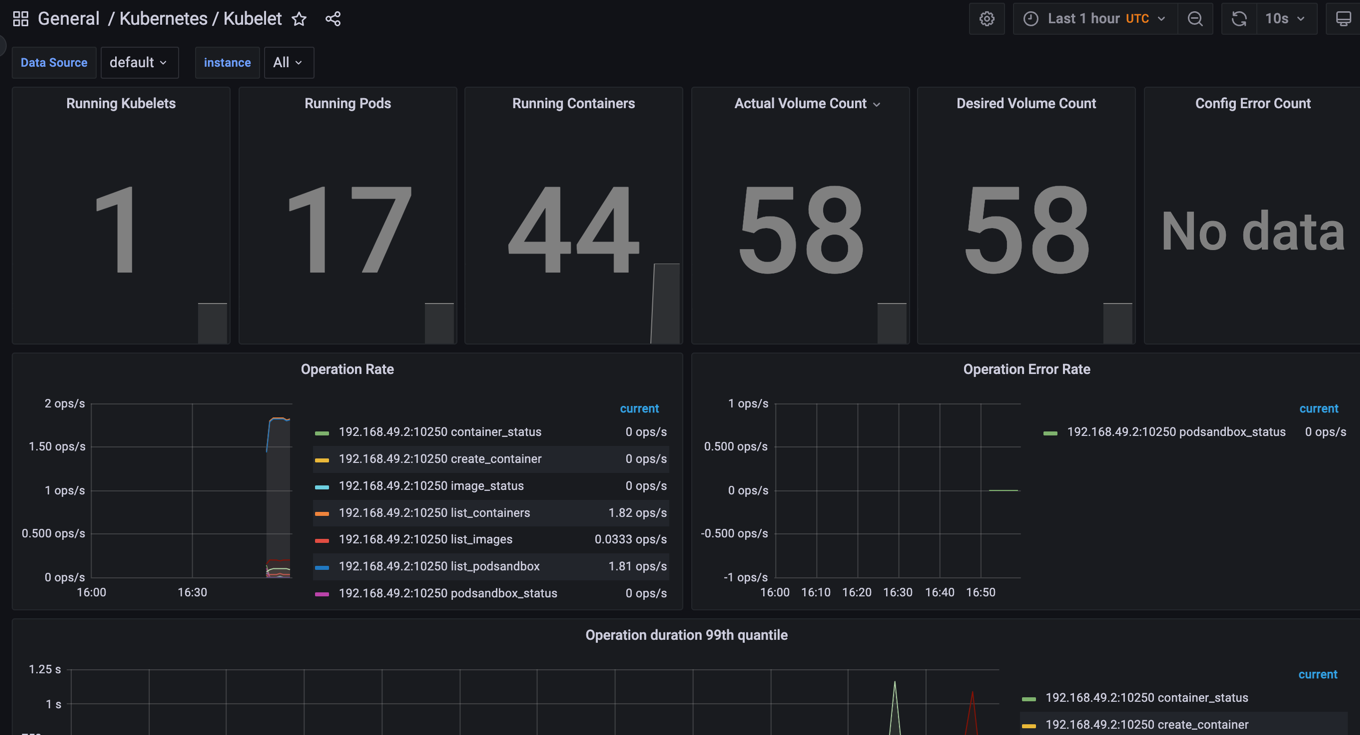 General / Kubernetes / Kubelet
Last 1 hour UTC
10s
Data Source default instance All
Running Kubelets
1
Running Pods
17
Running Containers
44
Actual Volume Count
58
Desired Volume Count
58
Config Error Count
No data
Operation Rate
2 ops/s
1.50 ops/s
1 ops/s
0.500 ops/s
0 ops/s
16:00 16:30
current
192.168.49.2:10250 container_status 0 ops/s
192.168.49.2:10250 create_container 0 ops/s
192.168.49.2:10250 image_status 0 ops/s
192.168.49.2:10250 list_containers 1.82 ops/s
192.168.49.2:10250 list_images 0.0333 ops/s
192.168.49.2:10250 list_podsandbox 1.81 ops/s
192.168.49.2:10250 podsandbox_status 0 ops/s
Operation Error Rate
1 ops/s
0.500 ops/s
0 ops/s
-0.500 ops/s
-1 ops/s
16:00 16:10 16:20 16:30 16:40 16:50
current
192.168.49.2:10250 podsandbox_status 0 ops/s
Operation duration 99th quantile
1.25 s
1 s
current
192.168.49.2:10250 container_status
192.168.49.2:10250 create_container